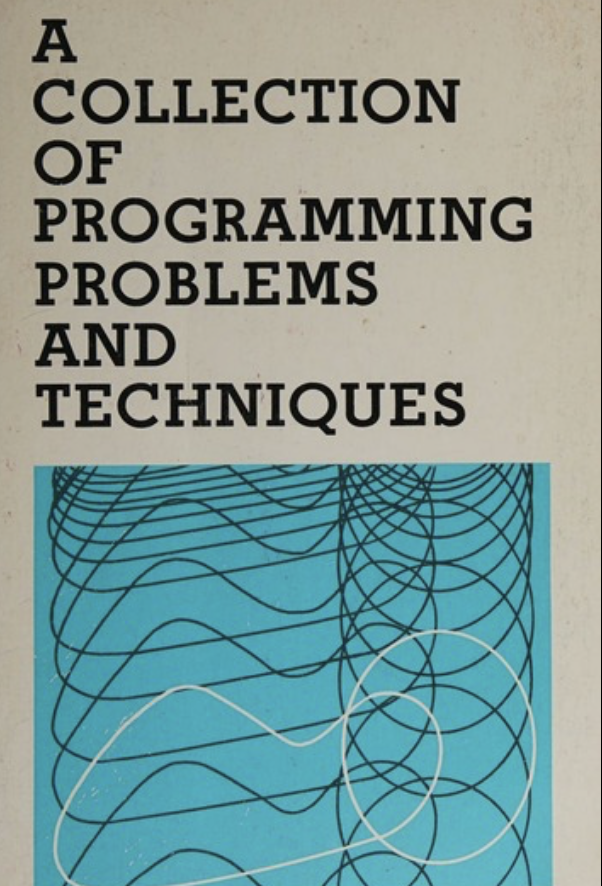 A
COLLECTION
OF
PROGRAMMING
PROBLEMS
AND
TECHNIQUES